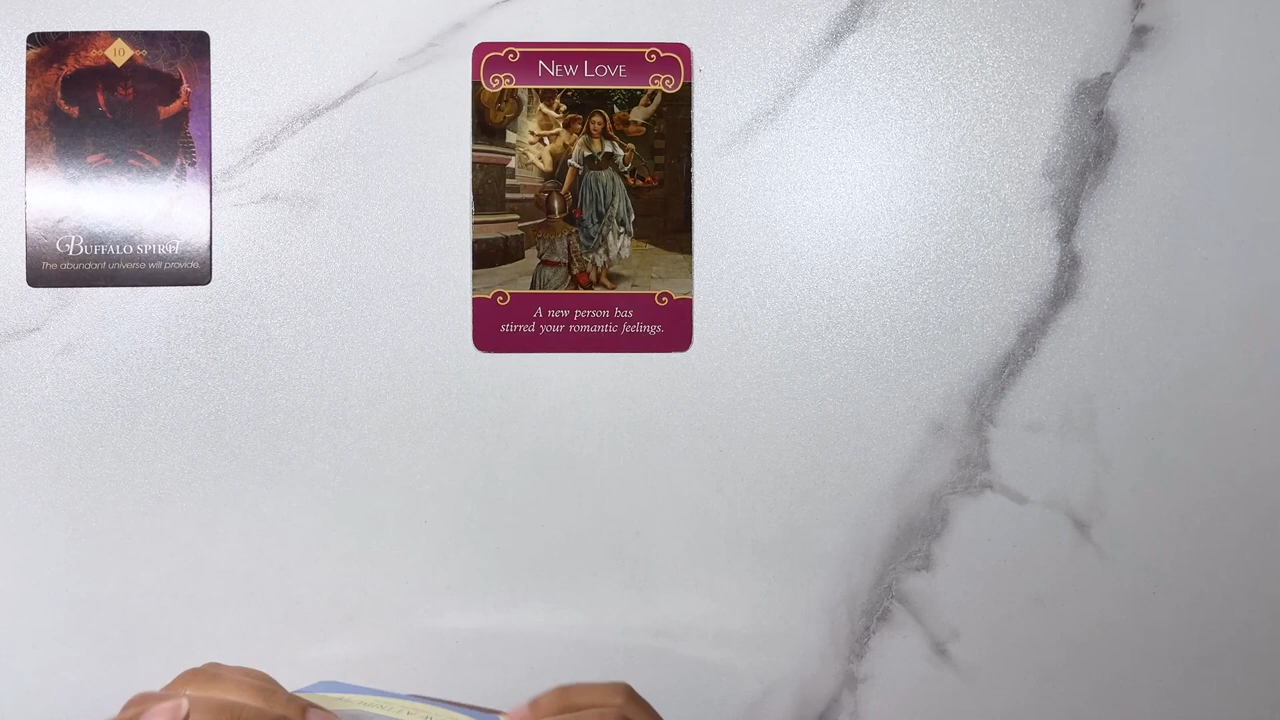 10
BUFFALO SPIRIT
The abundant universe will provide.
NEW LOVE
A new person has
stirred your romantic feelings.